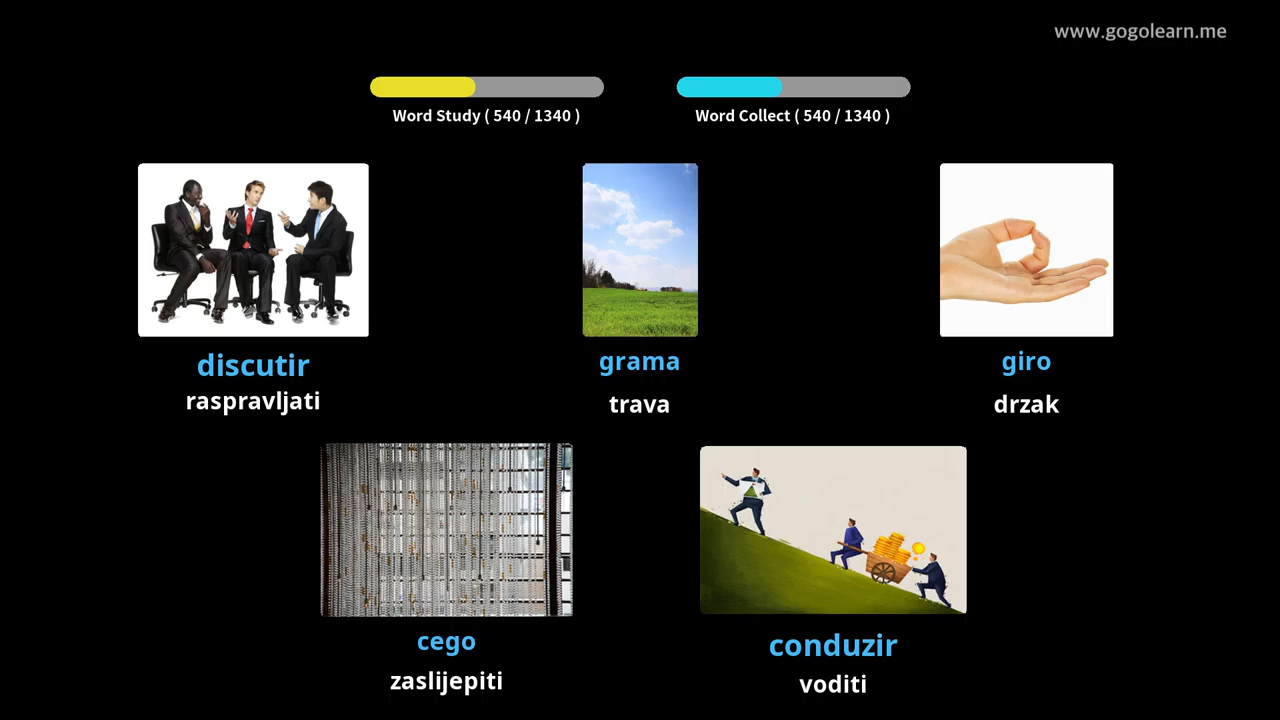 www.gogolearn.me
Word Study ( 540 / 1340 )
Word Collect ( 540 / 1340 )
discutir
raspravljati
grama
trava
giro
drzak
cego
zaslijepiti
conduzir
voditi